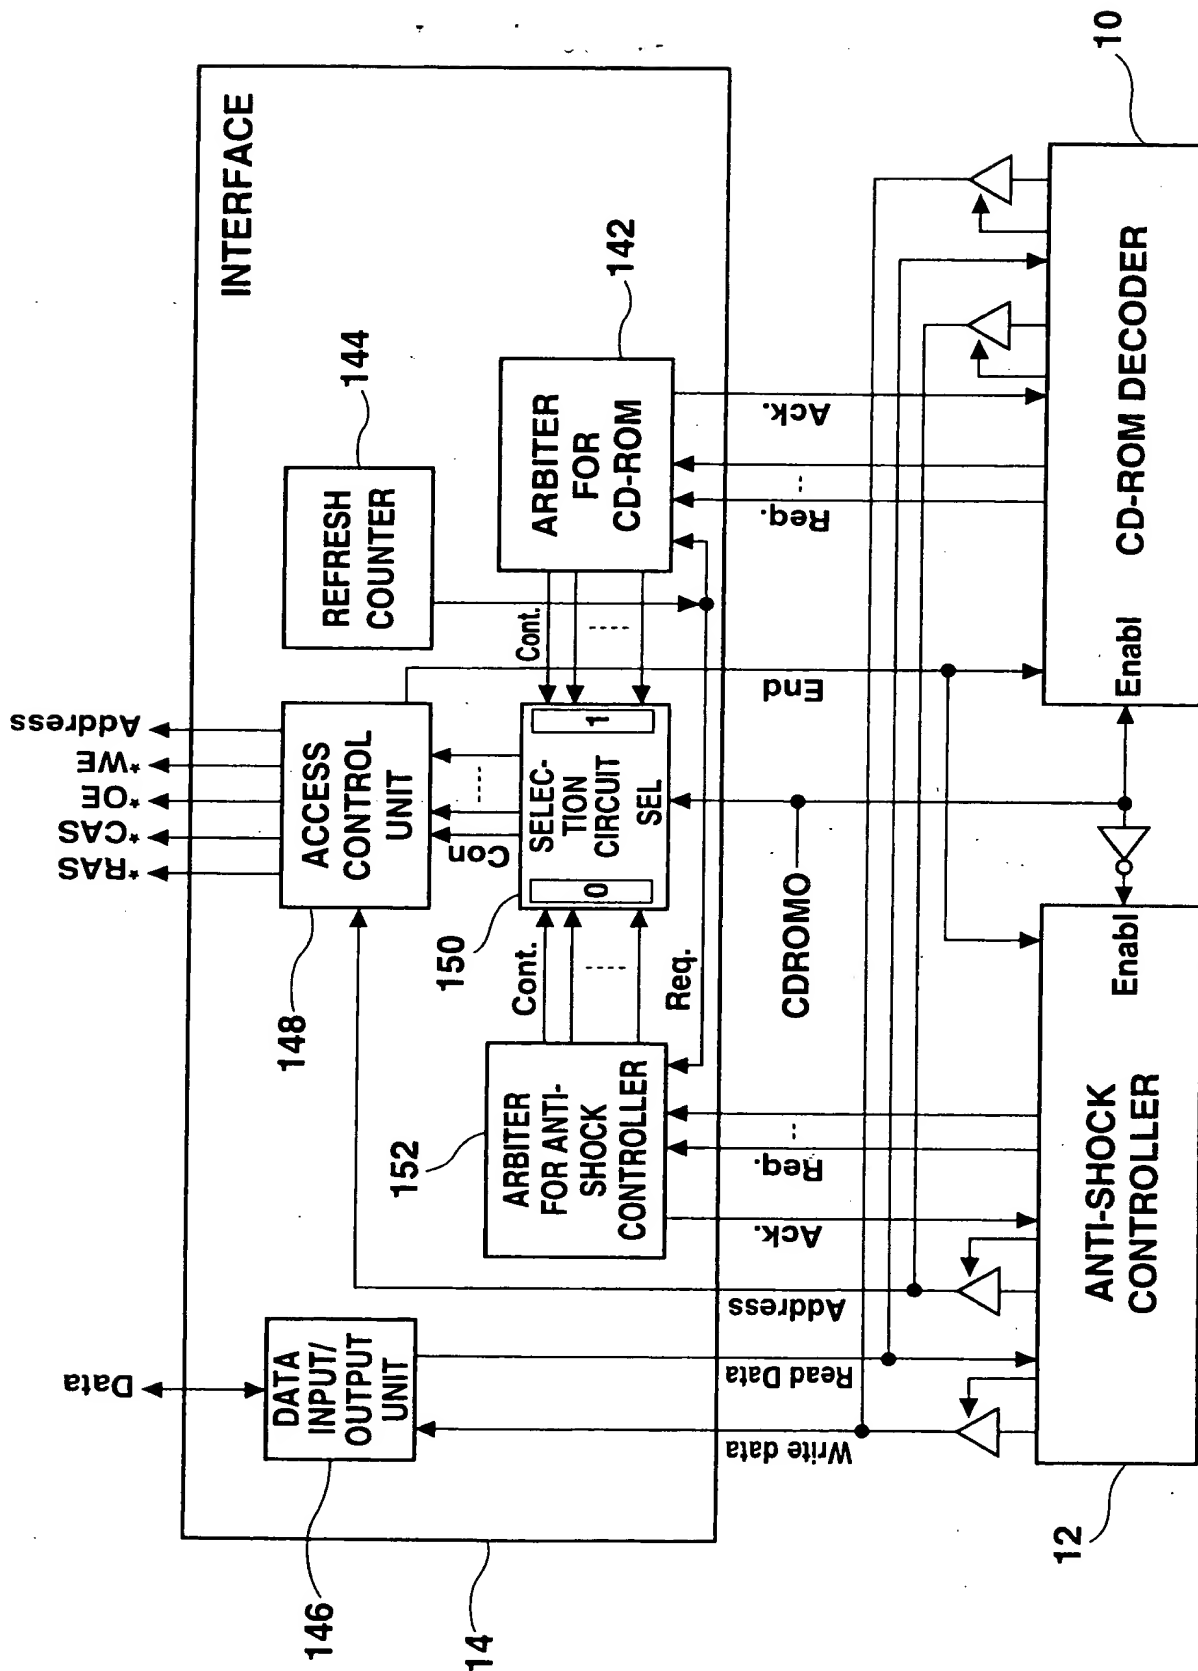 INTERFACE
14
Data
DATA
INPUT/
OUTPUT
UNIT
146
*RAS
*CAS
*OE
*WE
Address
ACCESS
CONTROL
UNIT
148
REFRESH
COUNTER
144
ARBITER
FOR ANTI-
SHOCK
CONTROLLER
152
Cont.
Req.
150
Con
0
SELEC-
TION
CIRCUIT
SEL
1
Cont.
ARBITER
FOR
CD-ROM
142
Write data
Read Data
Address
Ack.
Req.
CDROMO
End
Req.
Ack.
ANTI-SHOCK
CONTROLLER
Enabl
12
Enabl
CD-ROM DECODER
10